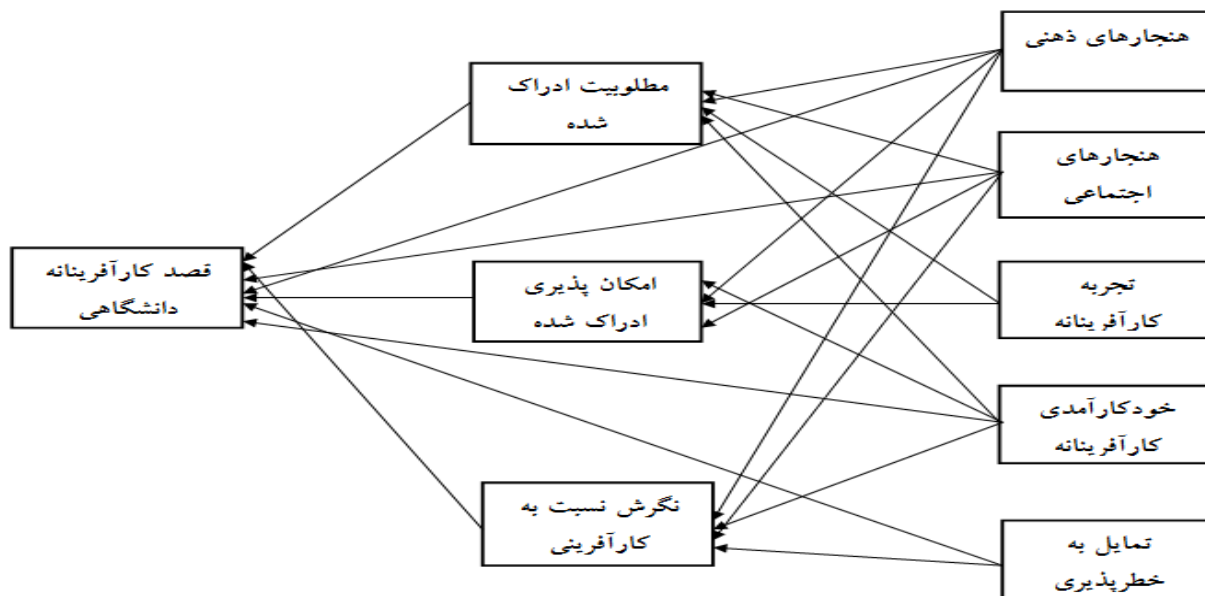 هنجارهای ذهنی
هنجارهای
اجتماعی
تجربه
کارآفرینانه
خودکارآمدی
کارآفرینانه
تمایل به
خطرپذیری
مطلوبیت ادراک
شده
امکان پذیری
ادراک شده
نگرش نسبت به
کارآفرینی
قصد کارآفرینانه
دانشگاهی